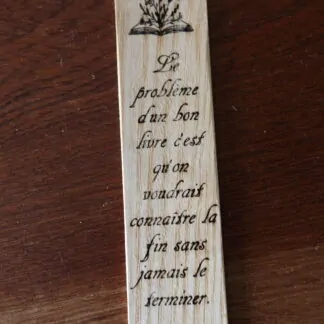 Le
problème
d'un bon
livre c'est
qu'on
voudrait
connaître la
fin sans
jamais le
terminer.